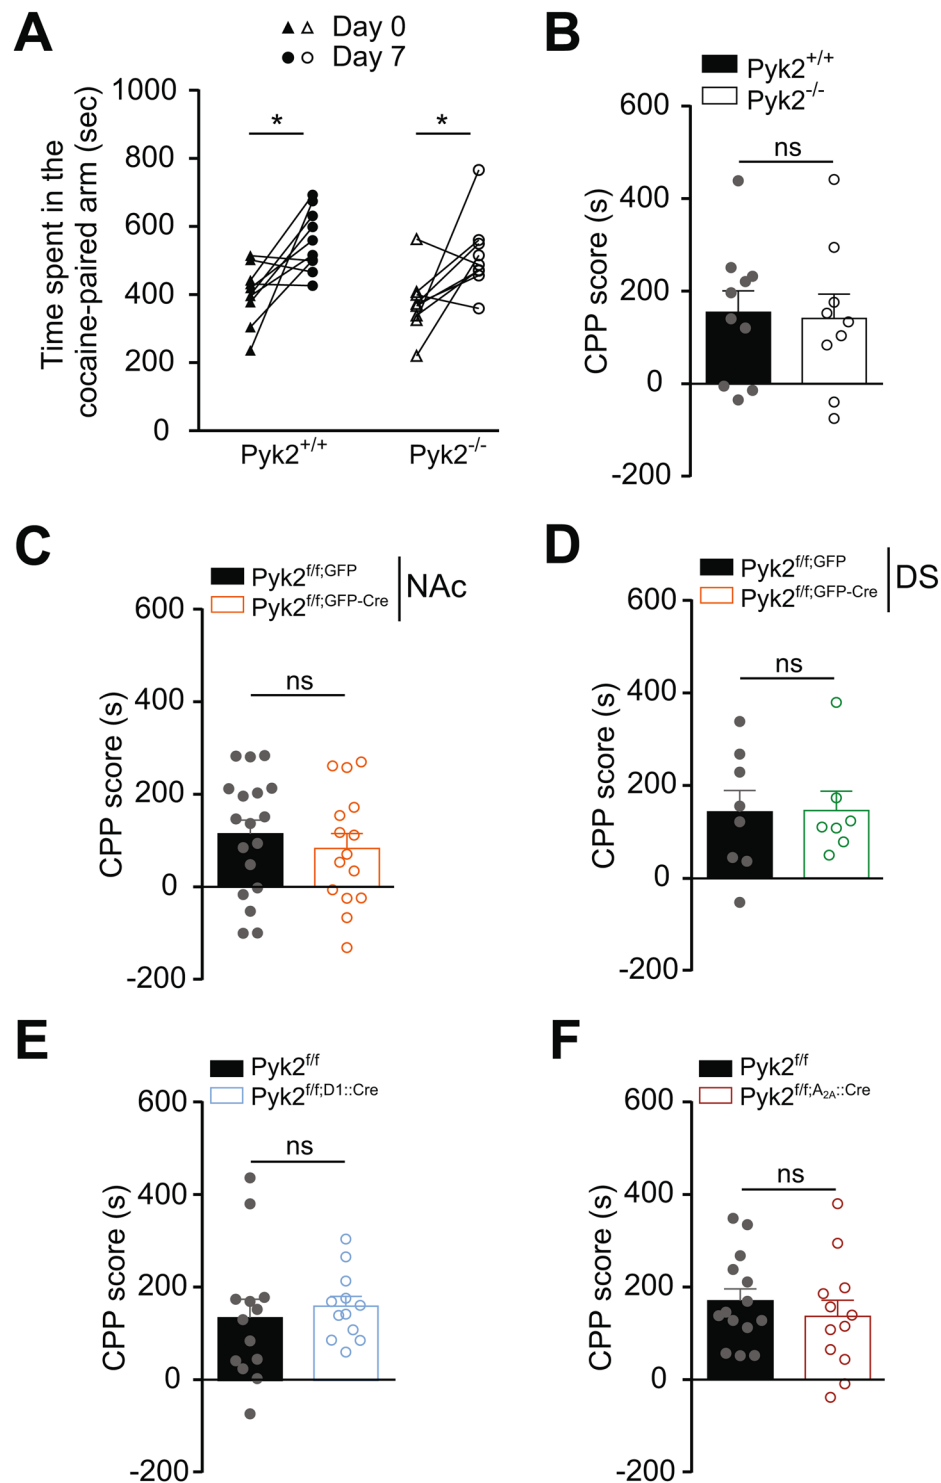 A
Day 0
Day 7
Time spent in the
cocaine-paired arm (sec)
1000
800
600
400
200
0
*
*
Pyk2+/+
Pyk2-/-
B
Pyk2+/+
Pyk2-/-
CPP score (s)
600
400
200
0
-200
ns
C
Pyk2f/f;GFP
Pyk2f/f;GFP-Cre
NAc
CPP score (s)
600
400
200
0
-200
ns
D
Pyk2f/f;GFP
Pyk2f/f;GFP-Cre
DS
CPP score (s)
600
400
200
0
-200
ns
E
Pyk2f/f
Pyk2f/f;D1::Cre
CPP score (s)
600
400
200
0
-200
ns
F
Pyk2f/f
Pyk2f/f;A2A::Cre
CPP score (s)
600
400
200
0
-200
ns